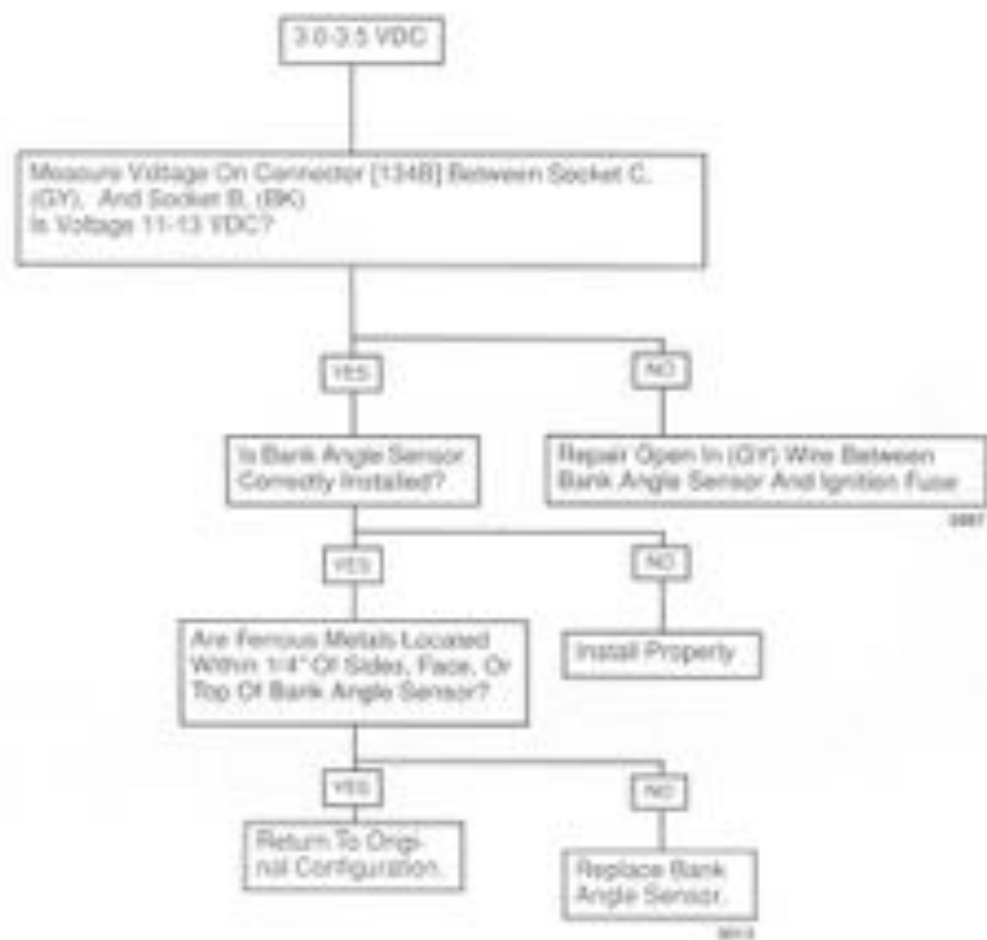 3.0-3.5 VDC
Measure Voltage On Connector [134B] Between Socket C,
(GY), And Socket B, (BK)
Is Voltage 11-13 VDC?
YES
NO
Is Bank Angle Sensor
Correctly Installed?
Repair Open In (GY) Wire Between
Bank Angle Sensor And Ignition Fuse
YES
NO
Are Ferrous Metals Located
Within 1/4" Of Sides, Face, Or
Top Of Bank Angle Sensor?
Install Properly
YES
NO
Return To Origi-
nal Configuration.
Replace Bank
Angle Sensor.